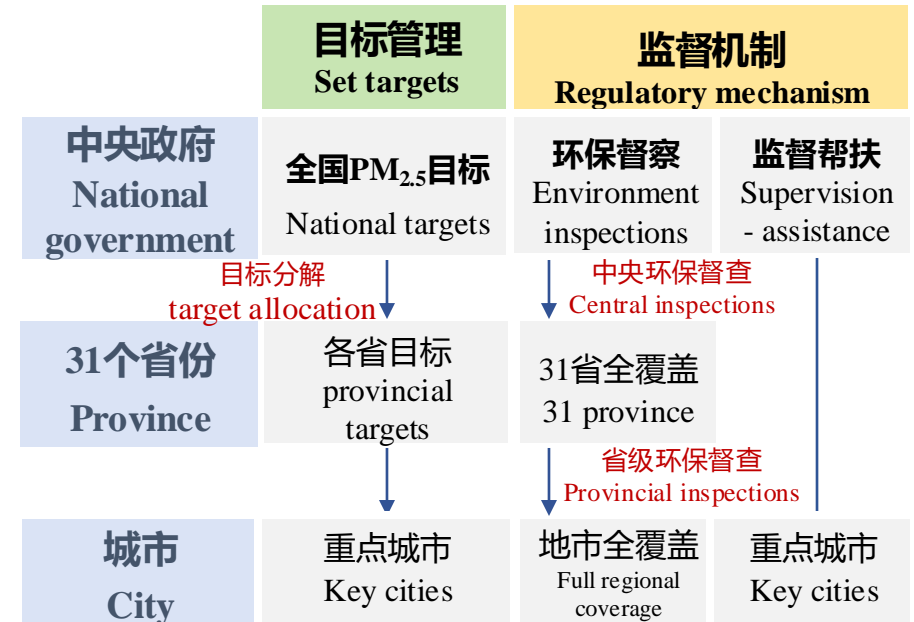 目标管理
Set targets
监督机制
Regulatory mechanism
中央政府
National
government
全国PM2.5目标
National targets
环保督察
Environment
inspections
监督帮扶
Supervision
- assistance
目标分解
target allocation
中央环保督查
Central inspections
31个省份
Province
各省目标
provincial
targets
31省全覆盖
31 province
省级环保督查
Provincial inspections
城市
City
重点城市
Key cities
地市全覆盖
Full regional
coverage
重点城市
Key cities